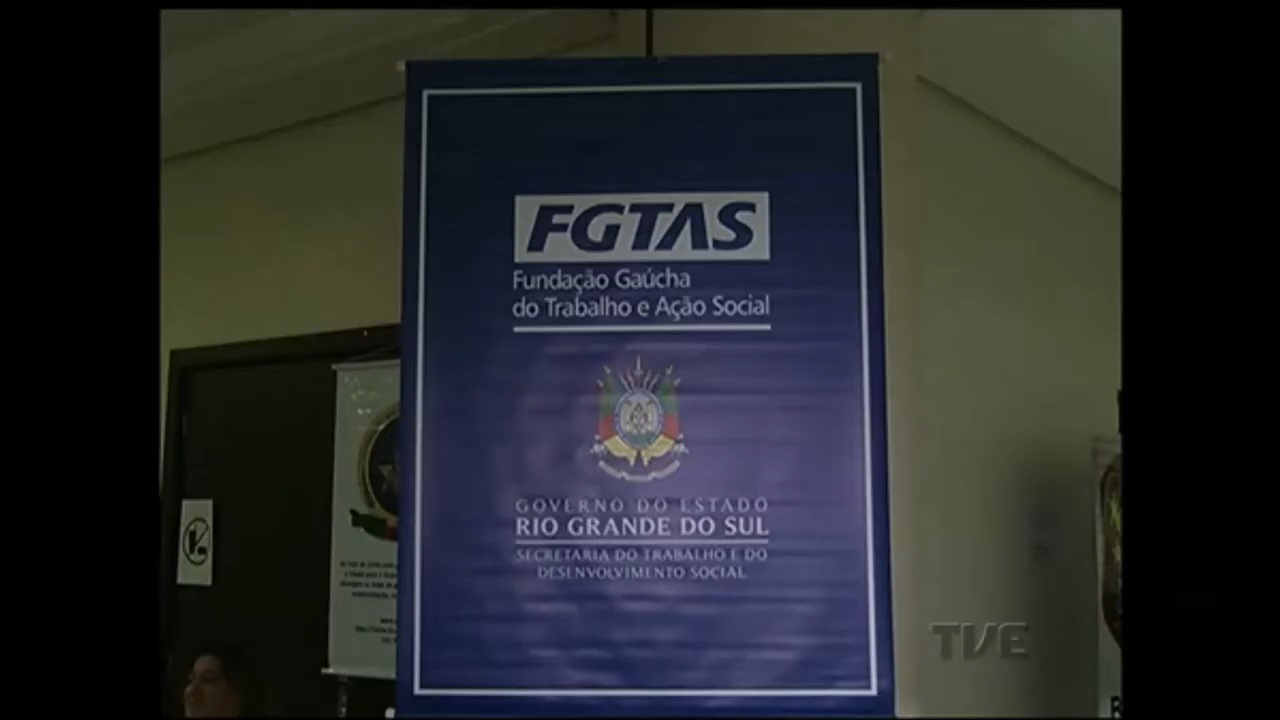 FGTAS
Fundação Gaúcha
do Trabalho e Ação Social
GOVERNO DO ESTADO
RIO GRANDE DO SUL
SECRETARIA DO TRABALHO E DO
DESENVOLVIMENTO SOCIAL
TVE